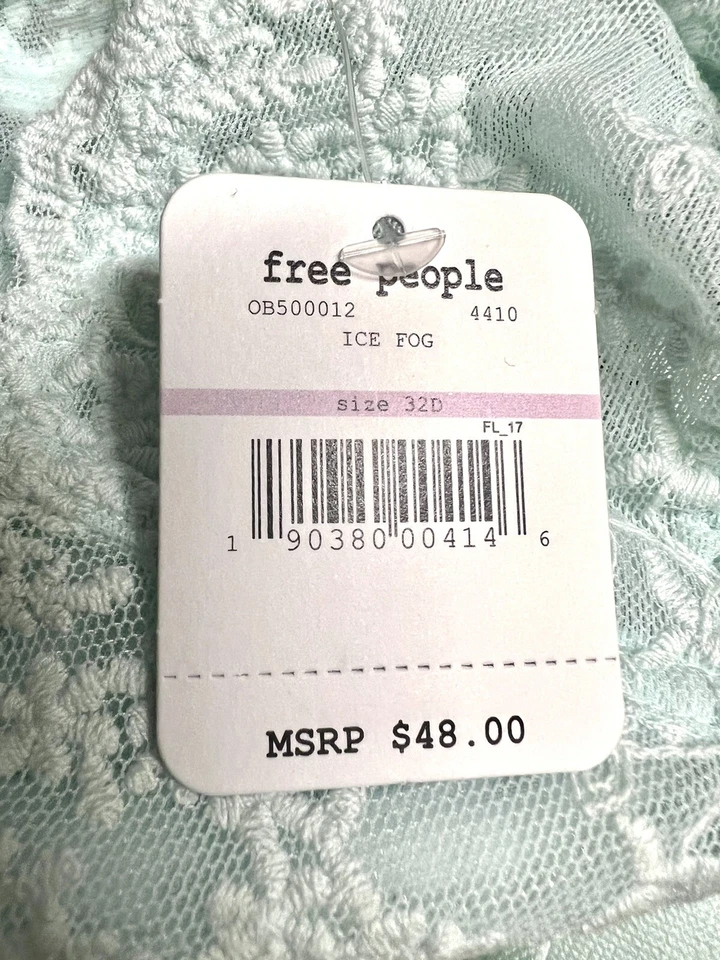 free people
OB500012 4410
ICE FOG
size 32D
FL_17
1 90380 00414 6
MSRP $48.00